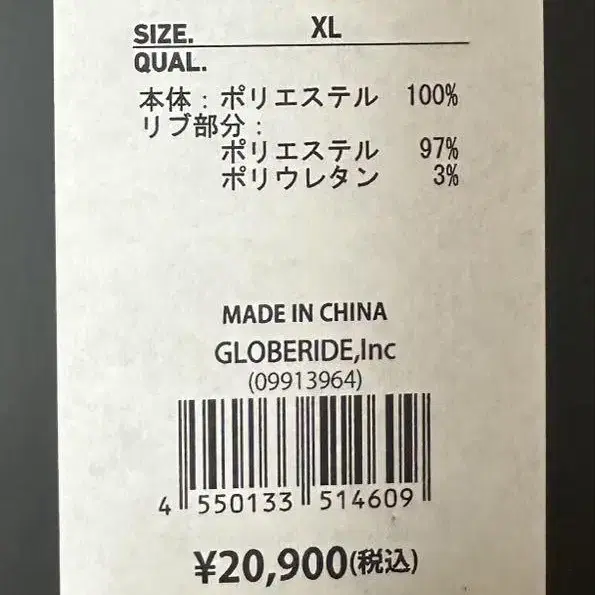 SIZE. XL
QUAL.
本体：ポリエステル 100%
リブ部分：
ポリエステル 97%
ポリウレタン 3%
MADE IN CHINA
GLOBERIDE,Inc
(09913964)
4 550133 514609
¥20,900(税込)